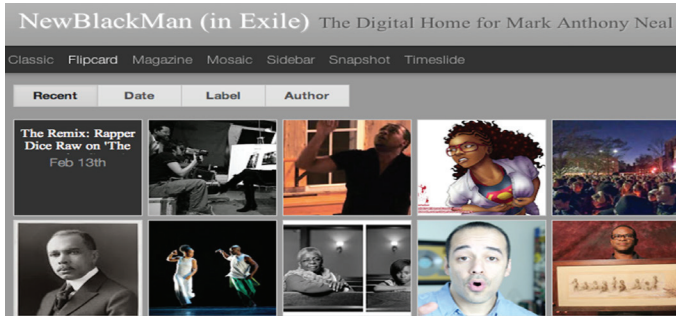 NewBlackMan (in Exile) The Digital Home for Mark Anthony Neal
Classic Flipcard Magazine Mosaic Sidebar Snapshot Timeslide
Recent Date Label Author
The Remix: Rapper
Dice Raw on 'The
Feb 13th